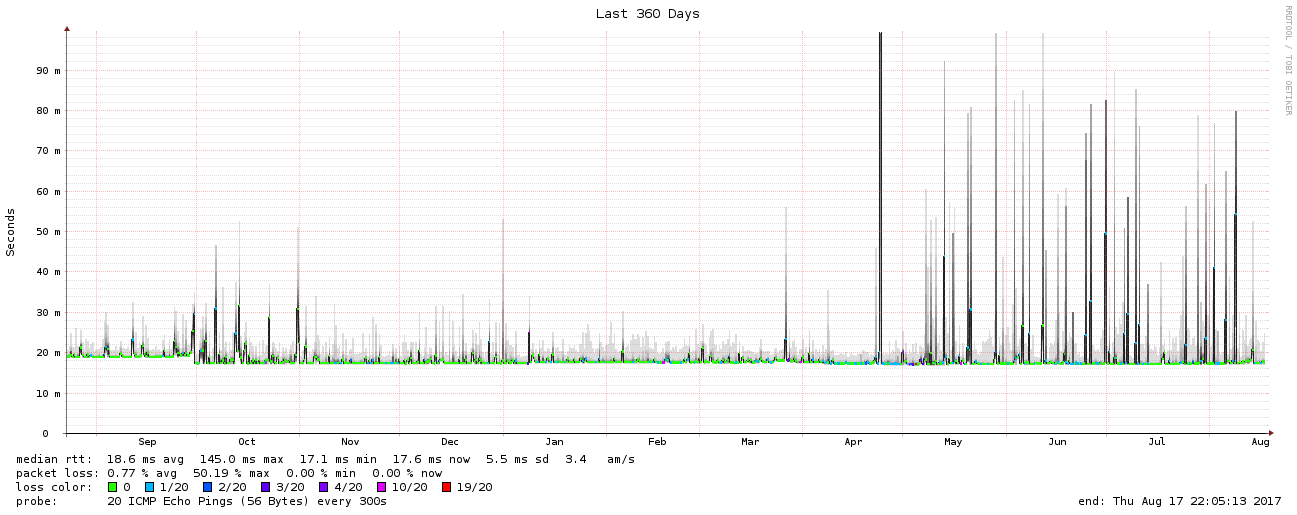 Last 360 Days
RRDTOOL / TOBI OETIKER
Seconds
90 m
80 m
70 m
60 m
50 m
40 m
30 m
20 m
10 m
0
Sep Oct Nov Dec Jan Feb Mar Apr May Jun Jul Aug
median rtt: 18.6 ms avg 145.0 ms max 17.1 ms min 17.6 ms now 5.5 ms sd 3.4 am/s
packet loss: 0.77 % avg 50.19 % max 0.00 % min 0.00 % now
loss color: 0 1/20 2/20 3/20 4/20 10/20 19/20
probe: 20 ICMP Echo Pings (56 Bytes) every 300s end: Thu Aug 17 22:05:13 2017